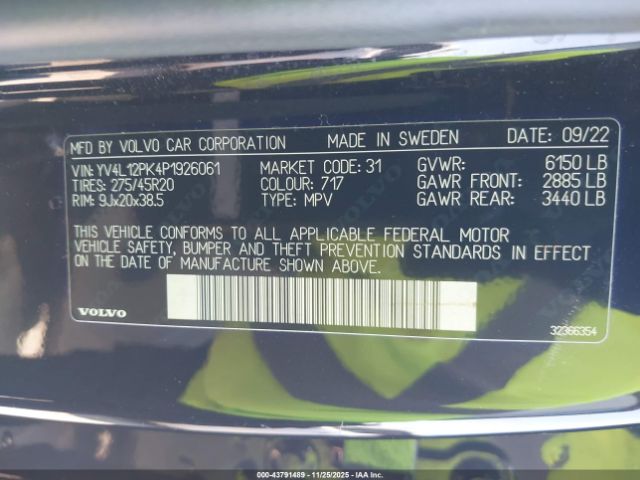 MFD BY VOLVO CAR CORPORATION MADE IN SWEDEN DATE: 09/22
VIN: YV4L12PK4P1926061 MARKET CODE: 31 GVWR: 6150 LB
TIRES: 275/45R20 COLOUR: 717 GAWR FRONT: 2885 LB
RIM: 9Jx20x38.5 TYPE: MPV GAWR REAR: 3440 LB
THIS VEHICLE CONFORMS TO ALL APPLICABLE FEDERAL MOTOR
VEHICLE SAFETY, BUMPER AND THEFT PREVENTION STANDARDS IN EFFECT
ON THE DATE OF MANUFACTURE SHOWN ABOVE.
VOLVO 32366354
000-43791489 - 11/25/2025 - IAAI Copart